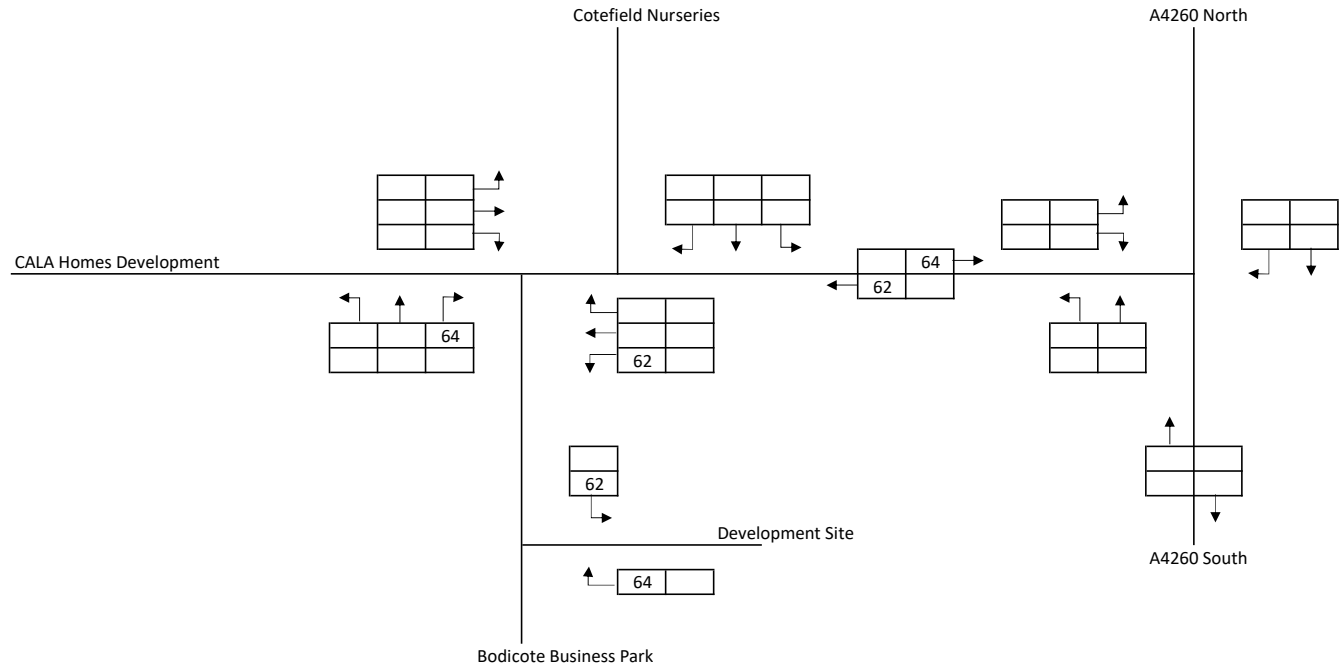 Cotefield Nurseries
A4260 North
CALA Homes Development
64
62
64
62
62
Development Site
64
A4260 South
Bodicote Business Park